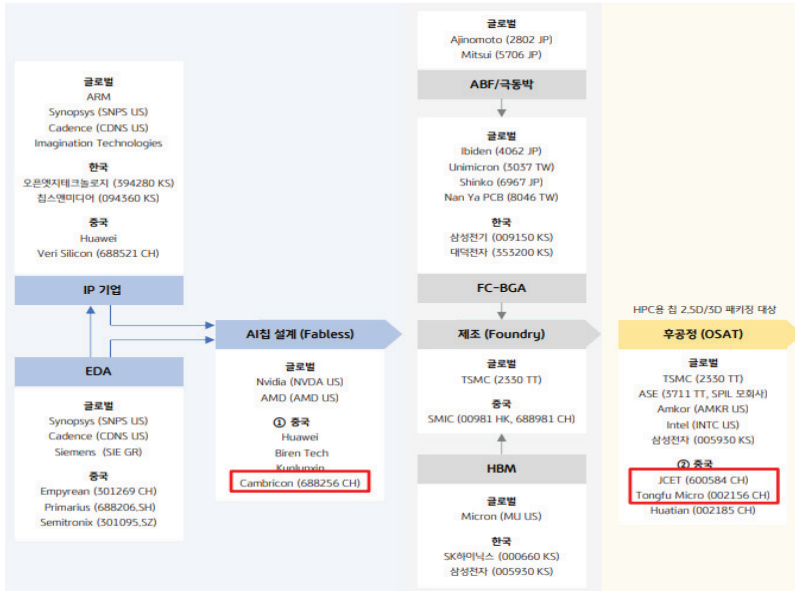 글로벌
ARM
Synopsys (SNPS US)
Cadence (CDNS US)
Imagination Technologies
한국
오픈엣지테크놀로지 (394280 KS)
칩스앤미디어 (094360 KS)
중국
Huawei
Veri Silicon (688521 CH)
IP 기업
EDA
글로벌
Synopsys (SNPS US)
Cadence (CDNS US)
Siemens (SIE GR)
중국
Empyrean (301269 CH)
Primarius (688206,SH)
Semitronix (301095,SZ)
AI칩 설계 (Fabless)
글로벌
Nvidia (NVDA US)
AMD (AMD US)
① 중국
Huawei
Biren Tech
Kunlunxin
Cambricon (688256 CH)
글로벌
Ajinomoto (2802 JP)
Mitsui (5706 JP)
ABF/극동박
글로벌
Ibiden (4062 JP)
Unimicron (3037 TW)
Shinko (6967 JP)
Nan Ya PCB (8046 TW)
한국
삼성전기 (009150 KS)
대덕전자 (353200 KS)
FC-BGA
제조 (Foundry)
글로벌
TSMC (2330 TT)
중국
SMIC (00981 HK, 688981 CH)
HBM
글로벌
Micron (MU US)
한국
SK하이닉스 (000660 KS)
삼성전자 (005930 KS)
HPC용 칩 2.5D/3D 패키징 대상
후공정 (OSAT)
글로벌
TSMC (2330 TT)
ASE (3711 TT, SPIL 모회사)
Amkor (AMKR US)
Intel (INTC US)
삼성전자 (005930 KS)
② 중국
JCET (600584 CH)
Tongfu Micro (002156 CH)
Huatian (002185 CH)